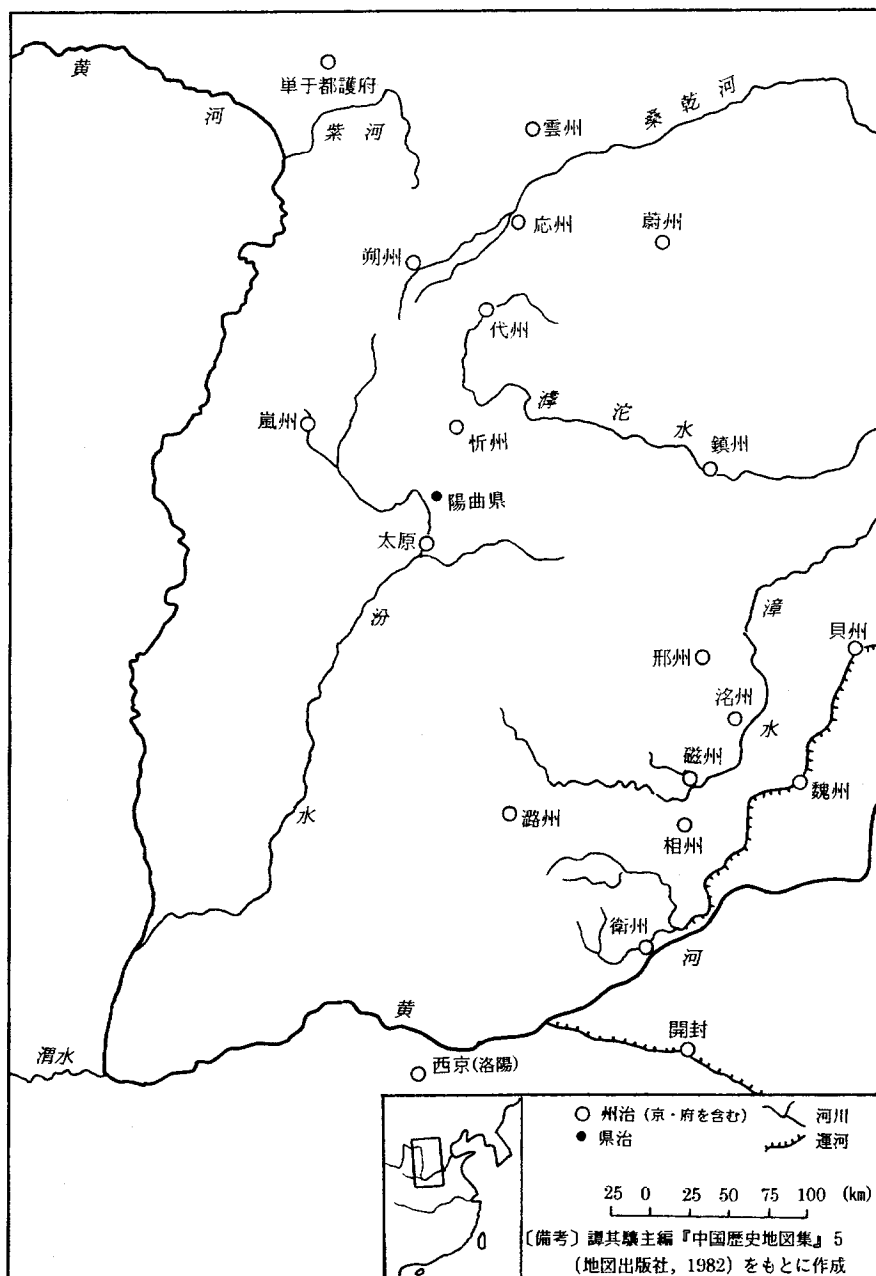 黄
河
単于都護府
紫河
雲州
桑乾河
応州
蔚州
朔州
代州
嵐州
忻州
滹沱水
鎮州
陽曲県
太原
汾
水
漳
水
貝州
邢州
洺州
磁州
魏州
潞州
相州
衛州
河
黄
渭水
開封
西京(洛陽)
○ 州治 (京・府を含む) 河川
● 県治 運河
25 0 25 50 75 100 (km)
〔備考〕譚其驤主編『中国歴史地図集』5
(地図出版社, 1982) をもとに作成